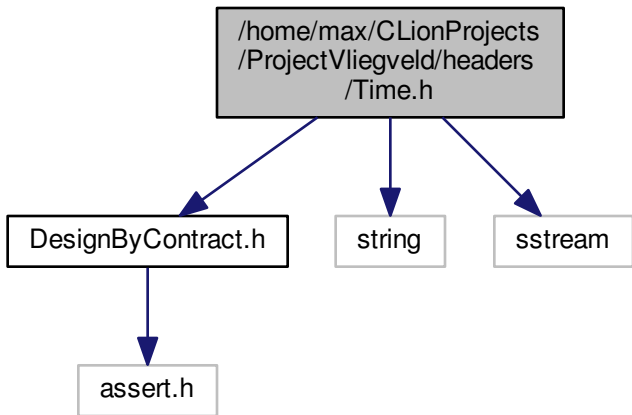 /home/max/CLionProjects
/ProjectVliegveld/headers
/Time.h
DesignByContract.h
string
sstream
assert.h